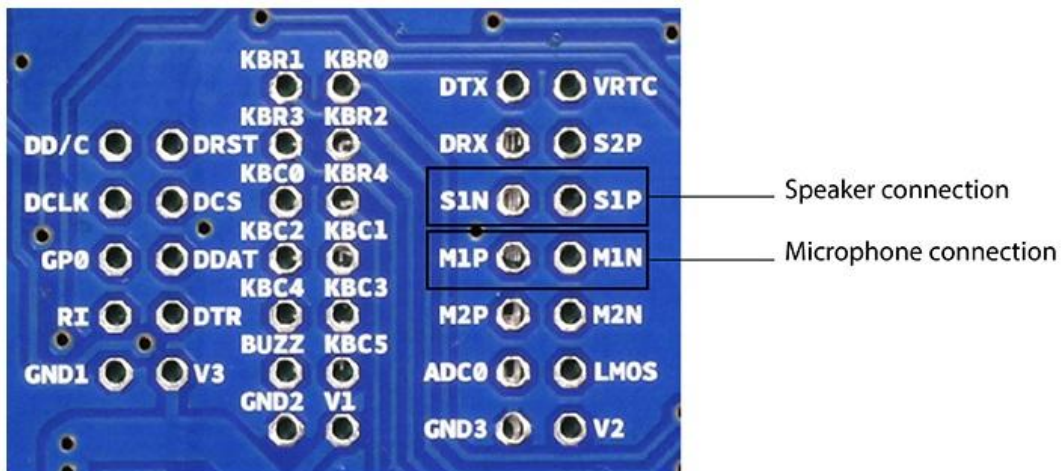 KBR1 KBR0
DTX VRTC
KBR3 KBR2
DD/C DRST
DRX S2P
KBC0 KBR4
DCLK DCS
S1N S1P
Speaker connection
KBC2 KBC1
GP0 DDAT
M1P M1N
Microphone connection
KBC4 KBC3
RI DTR
M2P M2N
BUZZ KBC5
GND1 V3
ADC0 LMOS
GND2 V1
GND3 V2